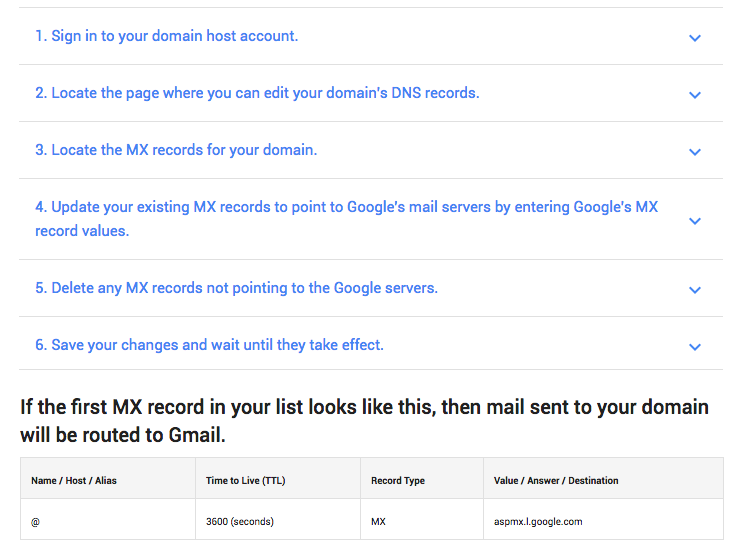 1. Sign in to your domain host account.
2. Locate the page where you can edit your domain's DNS records.
3. Locate the MX records for your domain.
4. Update your existing MX records to point to Google's mail servers by entering Google's MX
record values.
5. Delete any MX records not pointing to the Google servers.
6. Save your changes and wait until they take effect.
If the first MX record in your list looks like this, then mail sent to your domain
will be routed to Gmail.
Name / Host / Alias Time to Live (TTL) Record Type Value / Answer / Destination
@ 3600 (seconds) MX aspmx.l.google.com